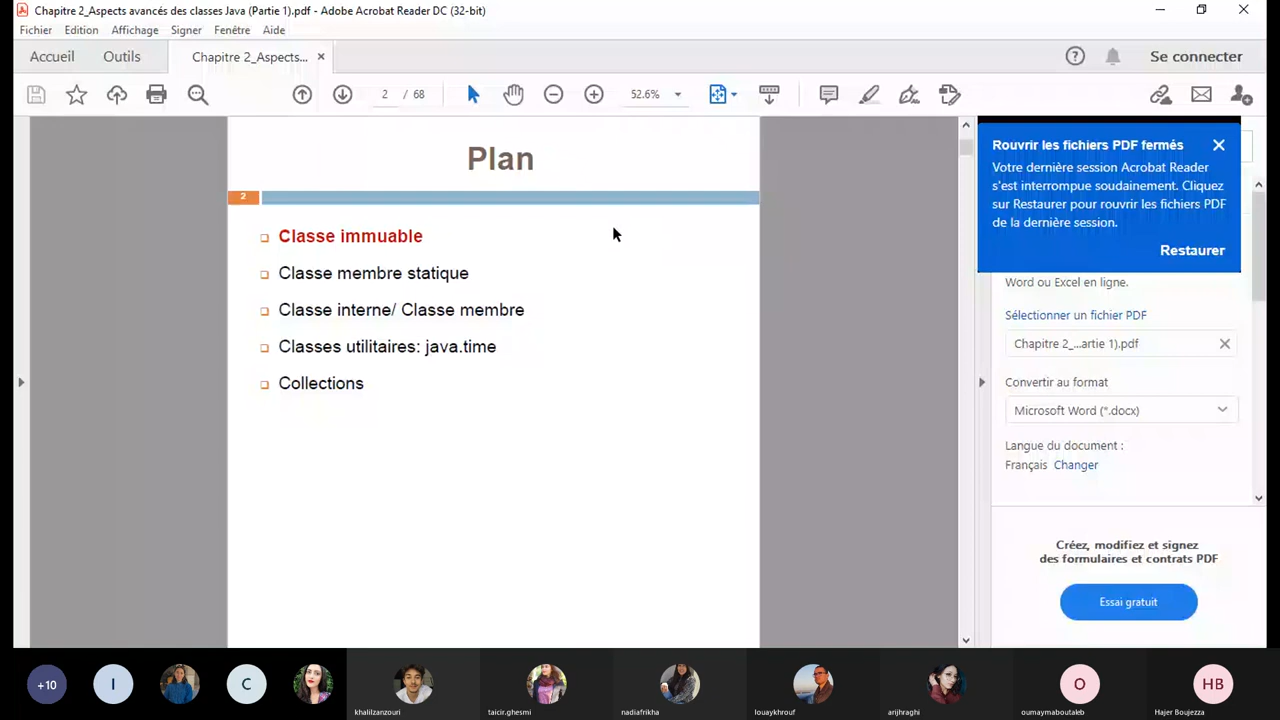 Chapitre 2_Aspects avancés des classes Java (Partie 1).pdf - Adobe Acrobat Reader DC (32-bit)
Fichier Edition Affichage Signer Fenêtre Aide
Accueil Outils Chapitre 2_Aspects... × Se connecter
2 / 68 52.6%
Plan
2
Classe immuable
Classe membre statique
Classe interne/ Classe membre
Classes utilitaires: java.time
Collections
Rouvrir les fichiers PDF fermés
Votre dernière session Acrobat Reader
s'est interrompue soudainement. Cliquez
sur Restaurer pour rouvrir les fichiers PDF
de la dernière session.
Restaurer
Word ou Excel en ligne.
Sélectionner un fichier PDF
Chapitre 2_...artie 1).pdf
Convertir au format
Microsoft Word (*.docx)
Langue du document :
Français Changer
Créez, modifiez et signez
des formulaires et contrats PDF
Essai gratuit
+10 I C O HB
khalilzanzouri taicir.ghesmi nadiafrikha louaykhrouf arijhraghi oumaymaboutaleb Hajer Boujezza